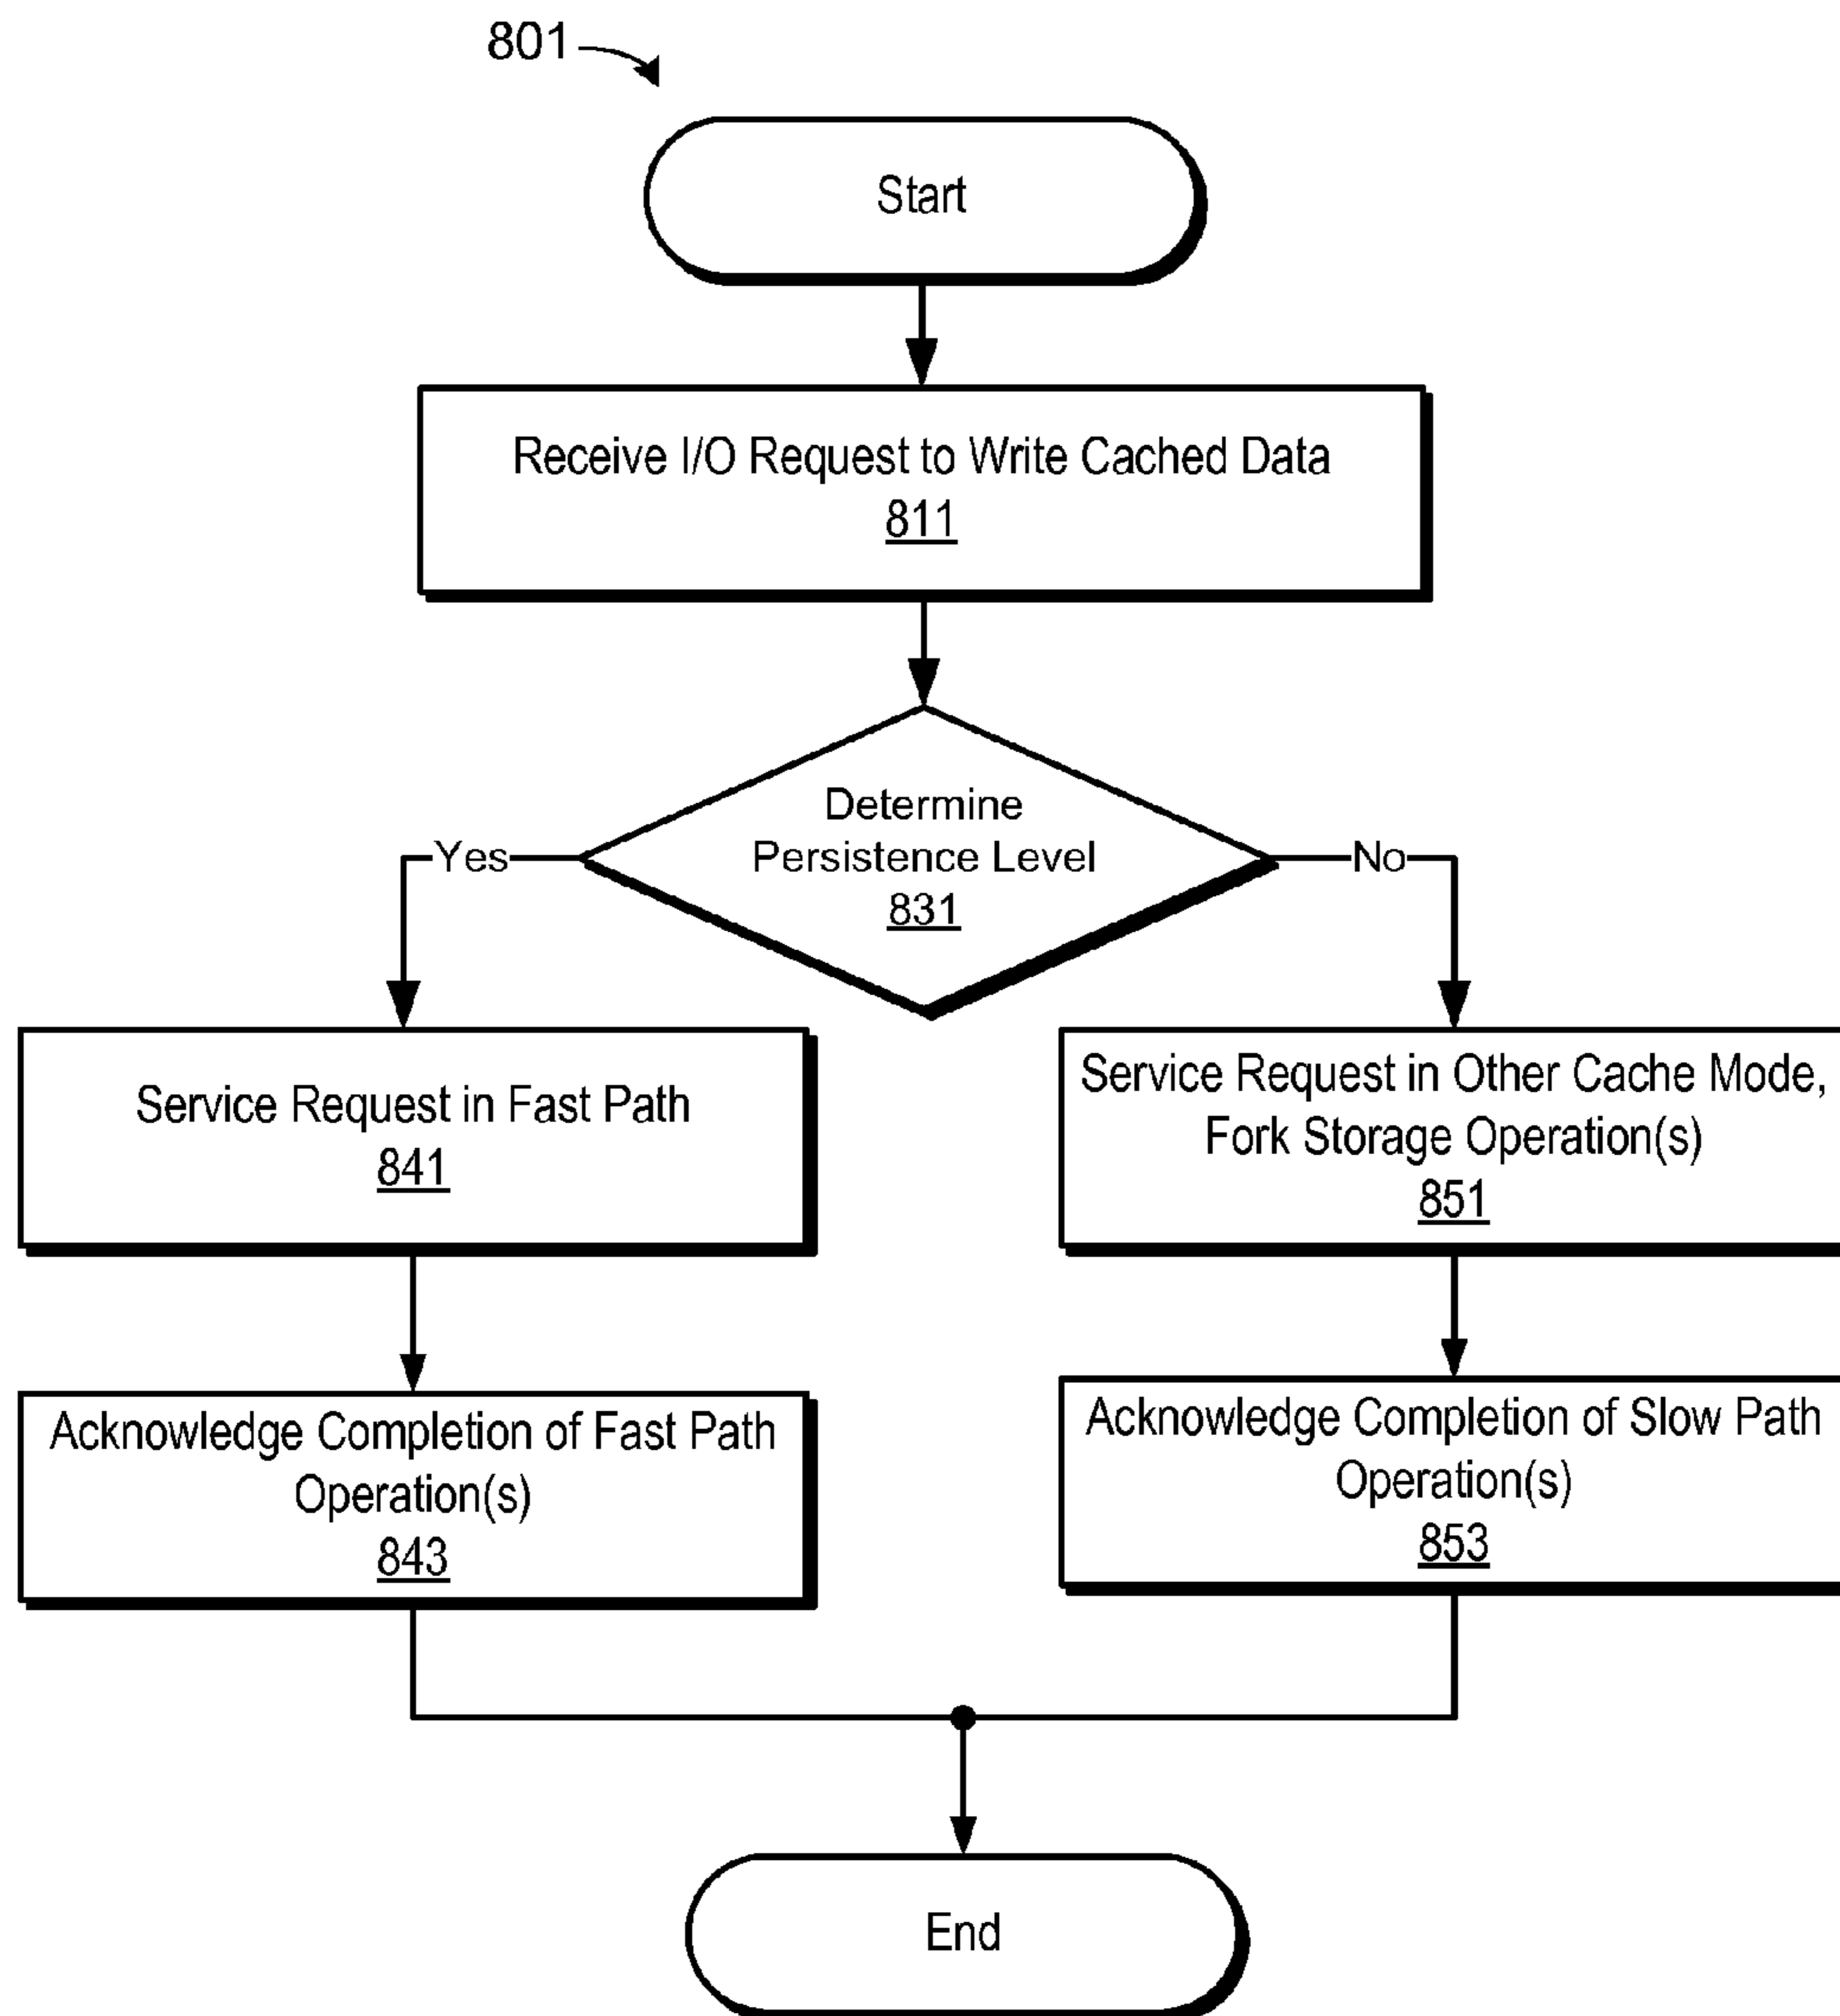 801
Start
Receive I/O Request to Write Cached Data
811
Determine
Persistence Level
831
Yes
No
Service Request in Fast Path
841
Service Request in Other Cache Mode,
Fork Storage Operation(s)
851
Acknowledge Completion of Fast Path
Operation(s)
843
Acknowledge Completion of Slow Path
Operation(s)
853
End